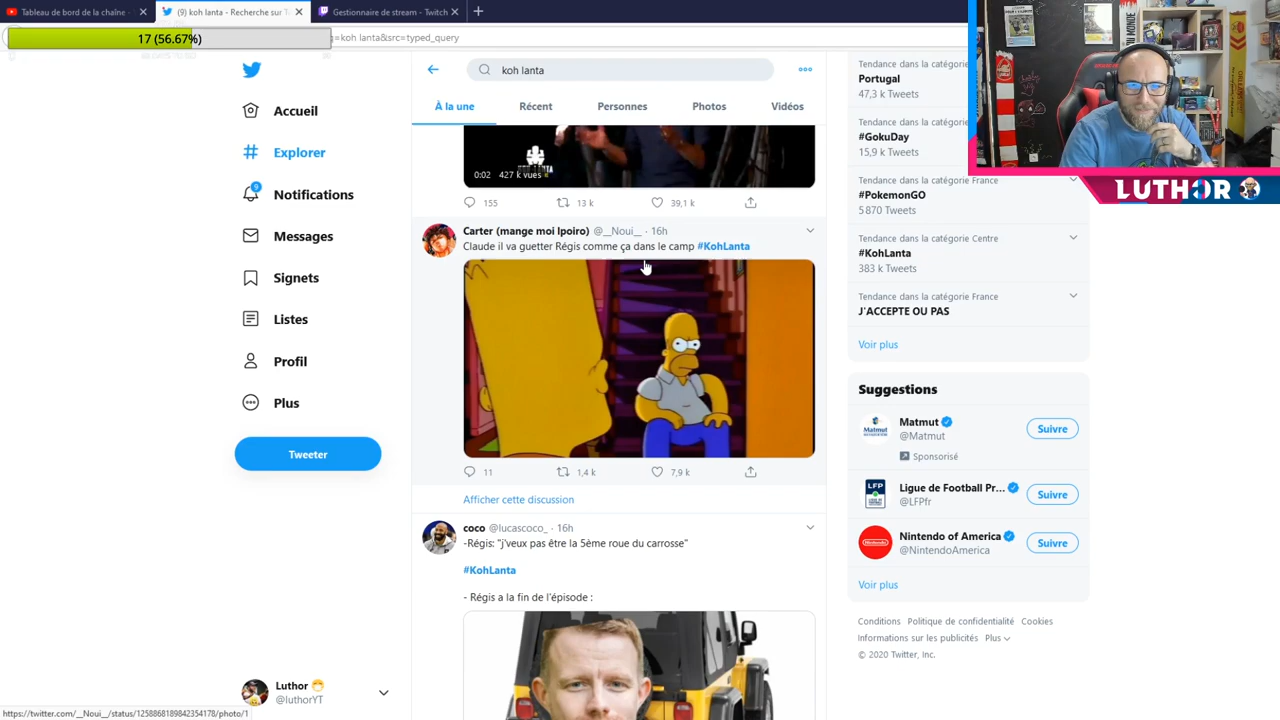 Tableau de bord de la chaîne -
(9) koh lanta - Recherche sur T
Gestionnaire de stream - Twitch
17 (56.67%)
=koh lanta&src=typed_query
koh lanta
À la une
Récent
Personnes
Photos
Vidéos
Accueil
Explorer
9
Notifications
Messages
Signets
Listes
Profil
Plus
Tweeter
Luthor
@luthorYT
KOH LANTA
0:02 427 k vues
155
13 k
39,1 k
Carter (mange moi lpoiro) @__Noui__ · 16h
Claude il va guetter Régis comme ça dans le camp #KohLanta
11
1,4 k
7,9 k
Afficher cette discussion
coco @lucascoco_ · 16h
-Régis: "j'veux pas être la 5ème roue du carrosse"
#KohLanta
- Régis a la fin de l'épisode :
Tendance dans la catégorie
Portugal
47,3 k Tweets
Tendance dans la catégorie
#GokuDay
15,9 k Tweets
Tendance dans la catégorie France
#PokemonGO
5 870 Tweets
Tendance dans la catégorie Centre
#KohLanta
383 k Tweets
Tendance dans la catégorie France
J'ACCEPTE OU PAS
Voir plus
Suggestions
Matmut
@Matmut
Suivre
Sponsorisé
Ligue de Football Pr...
@LFPfr
Suivre
Nintendo of America
@NintendoAmerica
Suivre
Voir plus
Conditions Politique de confidentialité Cookies
Informations sur les publicités Plus
© 2020 Twitter, Inc.
LUTHOR
https://twitter.com/__Noui__/status/1258868189842354178/photo/1